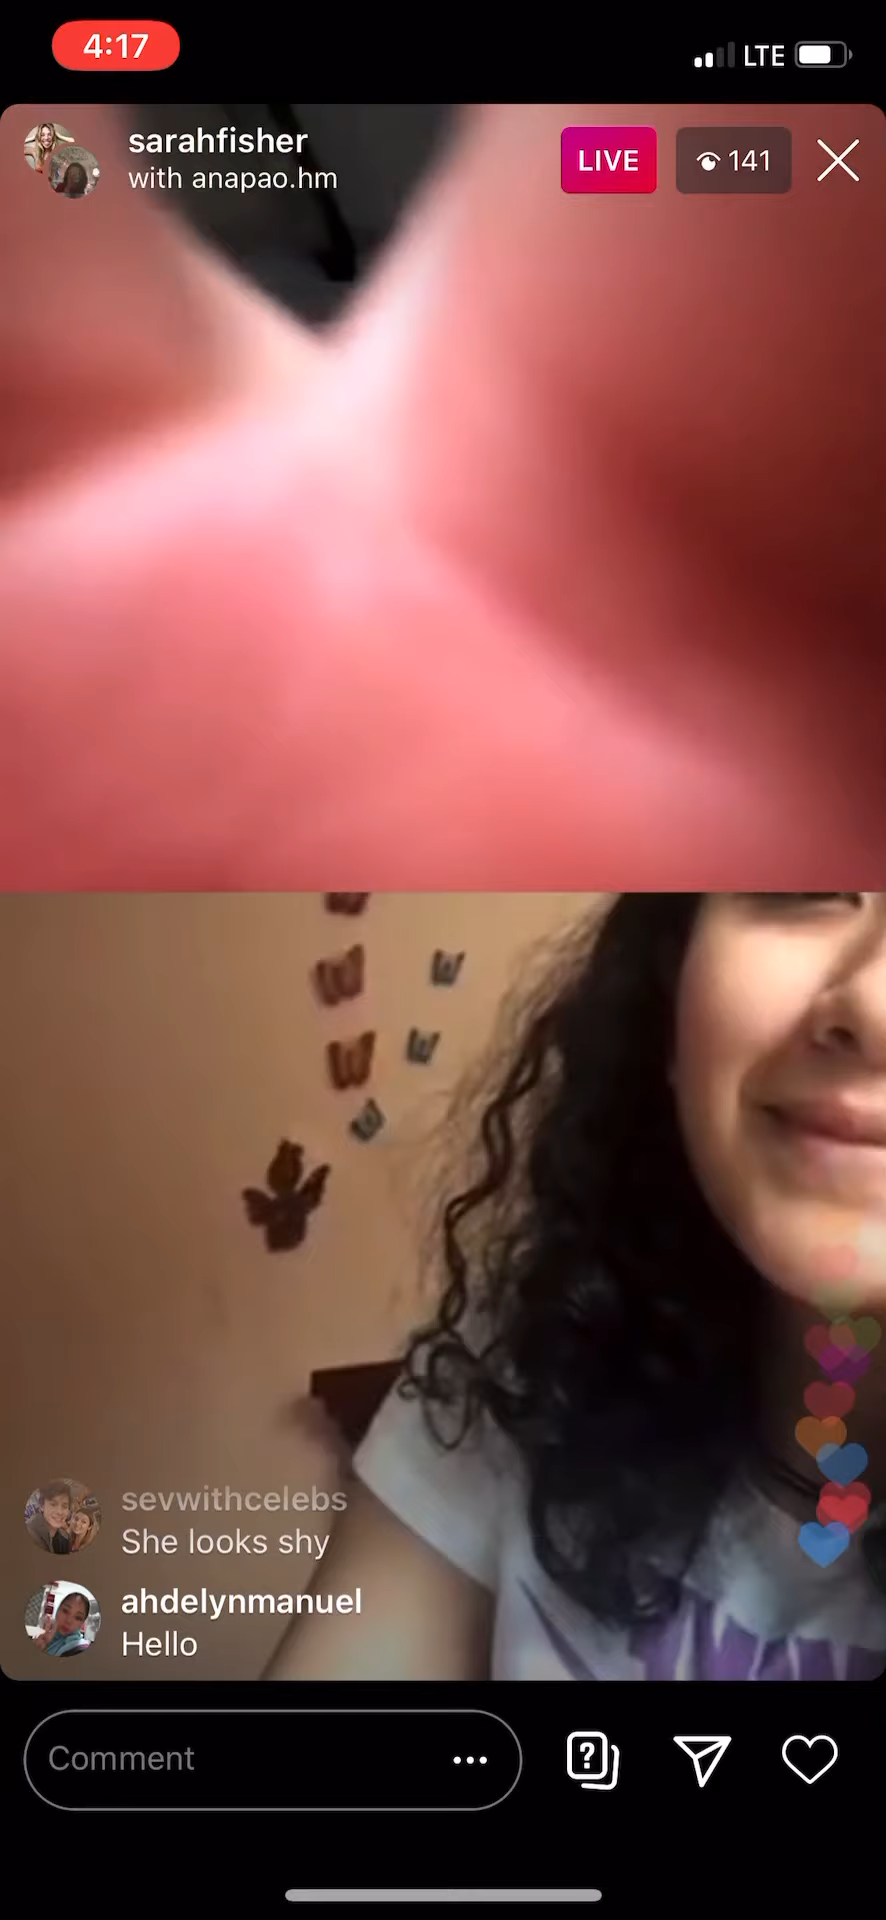 4:17
LTE
sarahfisher
with anapao.hm
LIVE
141
sevwithcelebs
She looks shy
ahdelynmanuel
Hello
Comment
?